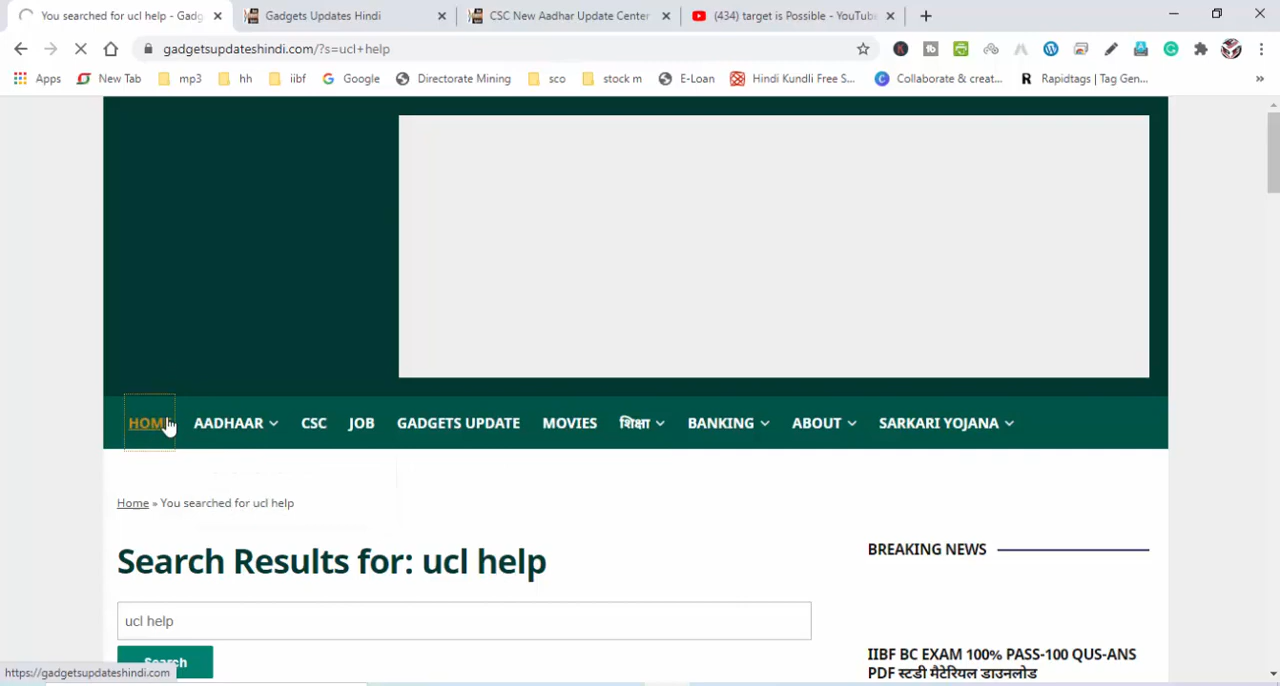 You searched for ucl help - Gadg
Gadgets Updates Hindi
CSC New Aadhar Update Center
(434) target is Possible - YouTube
gadgetsupdateshindi.com/?s=ucl+help
Apps
New Tab
mp3
hh
iibf
Google
Directorate Mining
sco
stock m
E-Loan
Hindi Kundli Free S...
Collaborate & creat...
Rapidtags | Tag Gen...
HOME
AADHAAR
CSC
JOB
GADGETS UPDATE
MOVIES
शिक्षा
BANKING
ABOUT
SARKARI YOJANA
Home » You searched for ucl help
Search Results for: ucl help
BREAKING NEWS
ucl help
Search
IIBF BC EXAM 100% PASS-100 QUS-ANS
PDF स्टडी मैटेरियल डाउनलोड
https://gadgetsupdateshindi.com